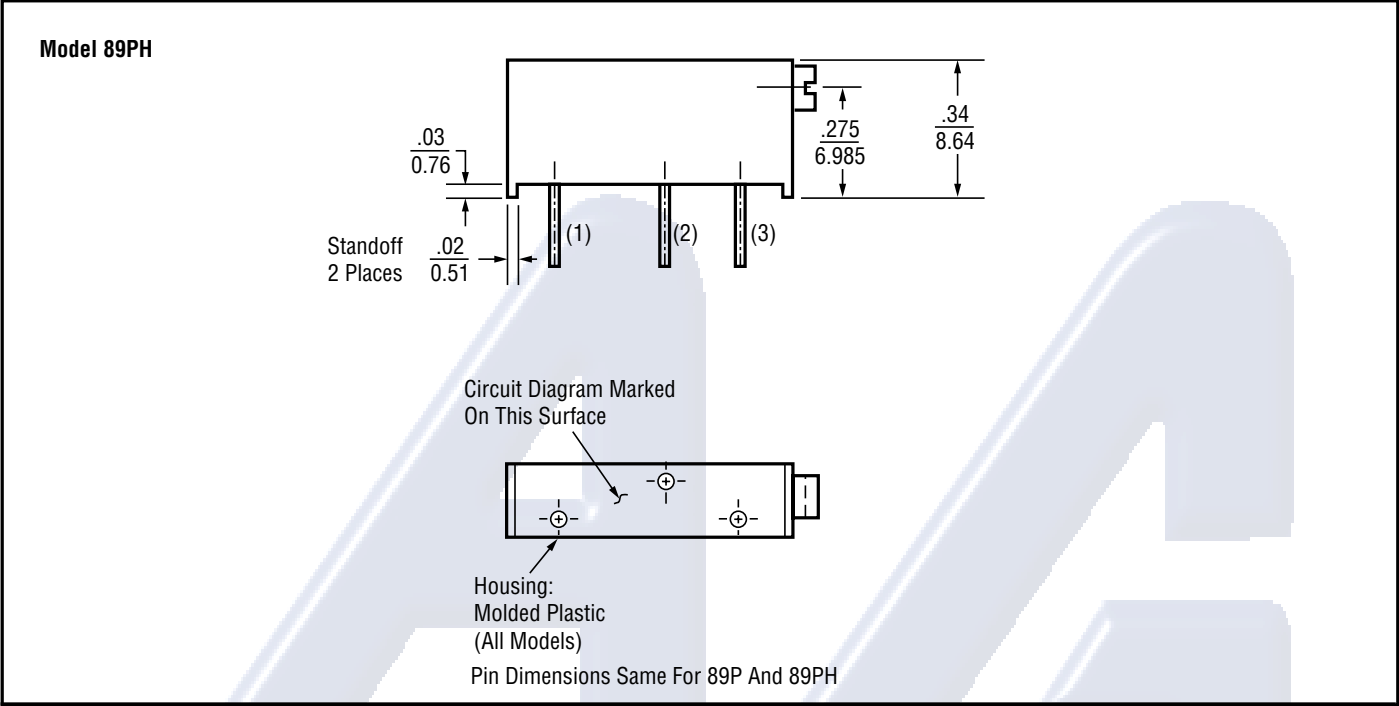 Model 89PH
.03
0.76
.275
6.985
.34
8.64
Standoff
2 Places
.02
0.51
(1)
(2)
(3)
Circuit Diagram Marked
On This Surface
Housing:
Molded Plastic
(All Models)
Pin Dimensions Same For 89P And 89PH